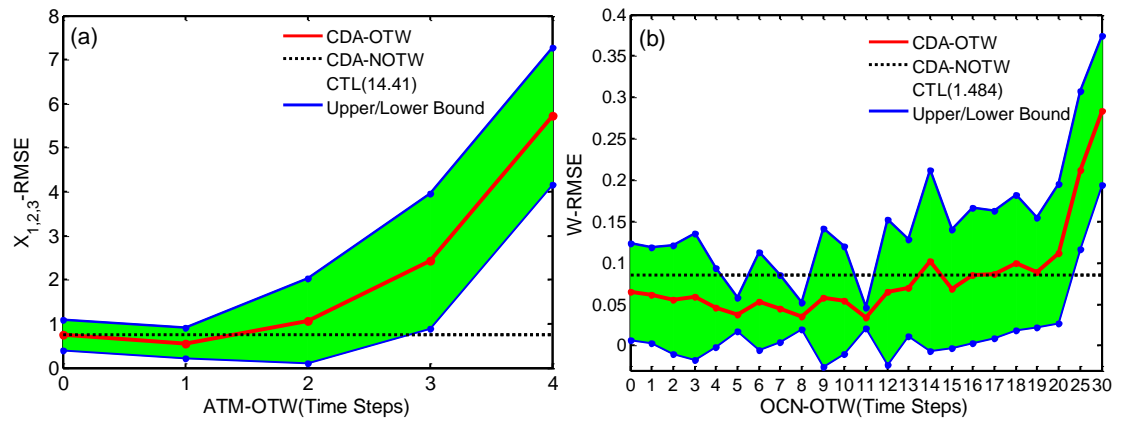 (a)
CDA-OTW
CDA-NOTW
CTL(14.41)
Upper/Lower Bound
X1,2,3-RMSE
8
7
6
5
4
3
2
1
0
0 1 2 3 4
ATM-OTW(Time Steps)
(b)
CDA-OTW
CDA-NOTW
CTL(1.484)
Upper/Lower Bound
W-RMSE
0.4
0.35
0.3
0.25
0.2
0.15
0.1
0.05
0
0 1 2 3 4 5 6 7 8 9 10 11 12 13 14 15 16 17 18 19 20 25 30
OCN-OTW(Time Steps)